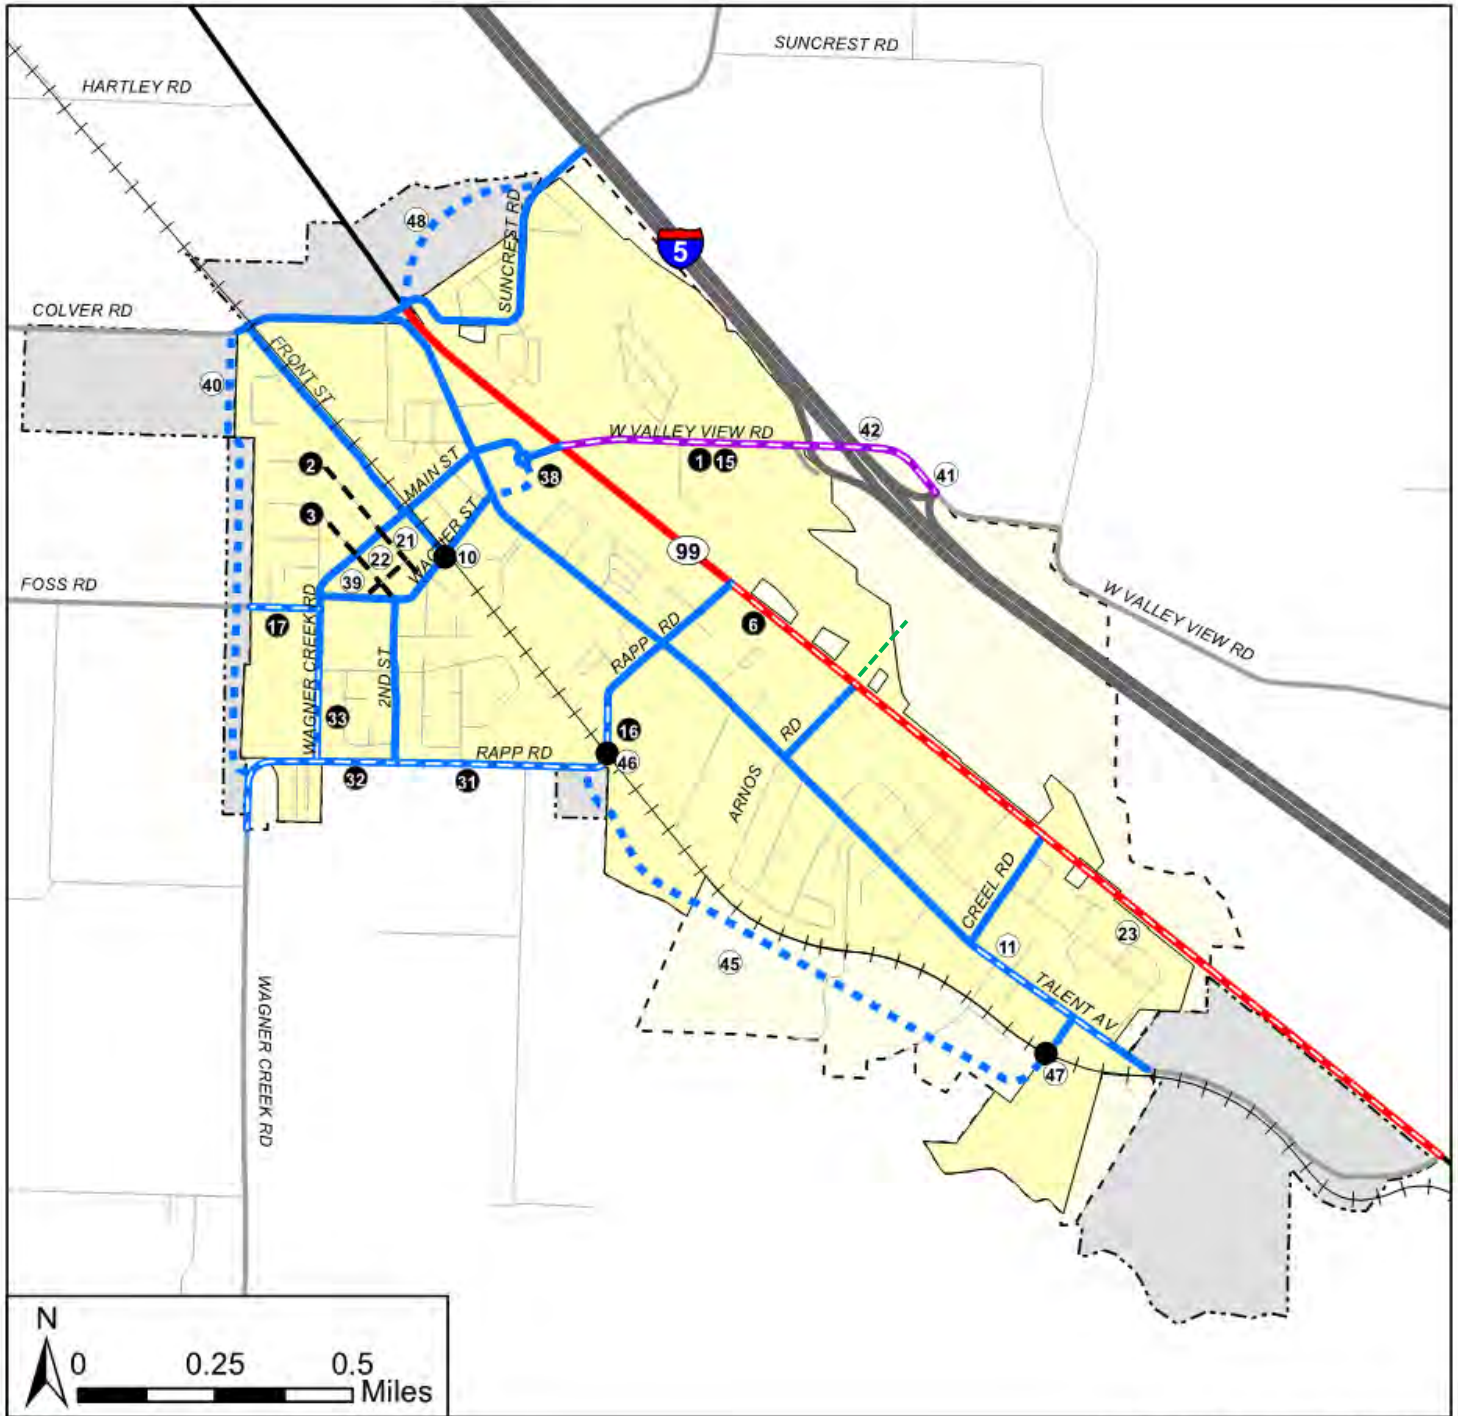 SUNCREST RD
HARTLEY RD
48
SUNCREST RD
5
COLVER RD
FRONT ST
40
42
W VALLEY VIEW RD
41
MAIN ST
1
15
2
38
3
WAGNER ST
21
22
10
99
39
FOSS RD
W VALLEY VIEW RD
17
6
RAPP RD
WAGNER CREEK RD
2ND ST
33
16
RD
RAPP RD
46
32
31
ARNOS
CREEL RD
23
11
45
TALENT AV
WAGNER CREEK RD
47
N
0 0.25 0.5
Miles